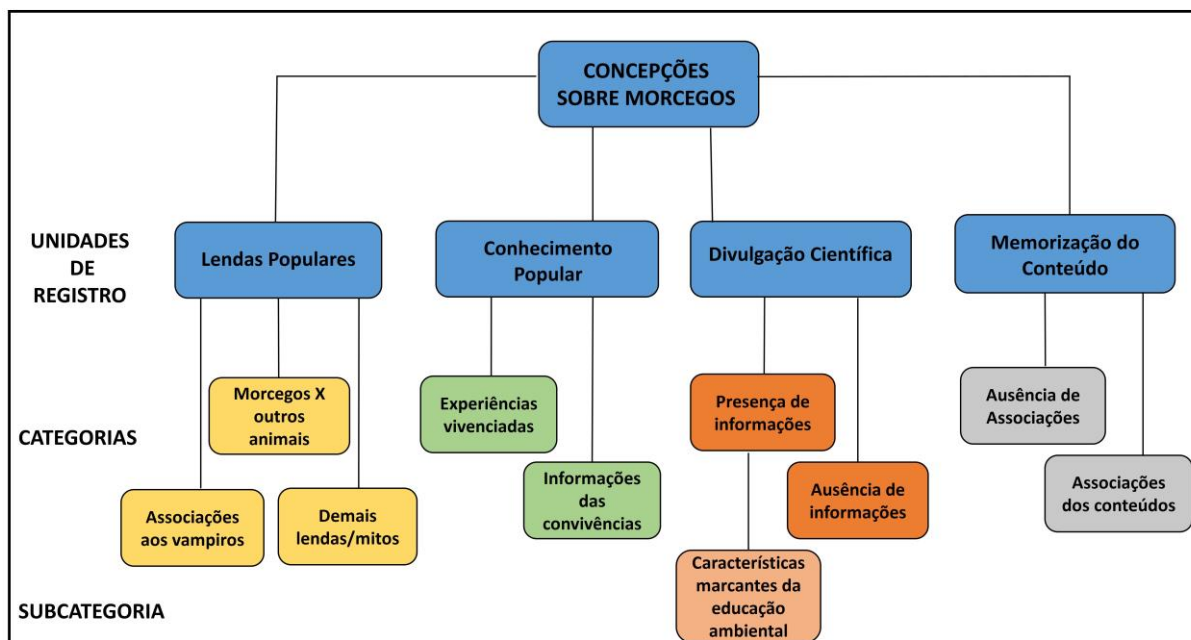 CONCEPÇÕES
SOBRE MORCEGOS
UNIDADES
DE
REGISTRO
Lendas Populares
Conhecimento
Popular
Divulgação Científica
Memorização do
Conteúdo
CATEGORIAS
Morcegos X
outros
animais
Associações
aos vampiros
Demais
lendas/mitos
Experiências
vivenciadas
Informações
das
convivências
Presença de
informações
Ausência de
informações
Ausência de
Associações
Associações
dos conteúdos
SUBCATEGORIA
Características
marcantes da
educação
ambiental